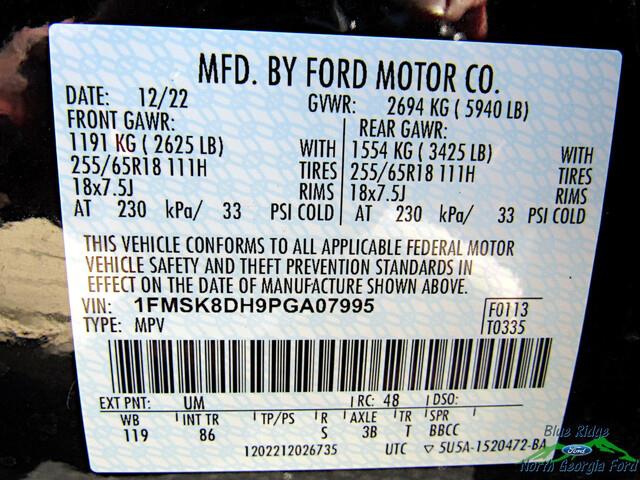 MFD. BY FORD MOTOR CO.
DATE: 12/22 GVWR: 2694 KG ( 5940 LB)
FRONT GAWR: REAR GAWR:
1191 KG ( 2625 LB) WITH 1554 KG ( 3425 LB) WITH
255/65R18 111H TIRES 255/65R18 111H TIRES
18x7.5J RIMS 18x7.5J RIMS
AT 230 kPa/ 33 PSI COLD AT 230 kPa/ 33 PSI COLD
THIS VEHICLE CONFORMS TO ALL APPLICABLE FEDERAL MOTOR
VEHICLE SAFETY AND THEFT PREVENTION STANDARDS IN
EFFECT ON THE DATE OF MANUFACTURE SHOWN ABOVE.
VIN: 1FMSK8DH9PGA07995 F0113
TYPE: MPV T0335
EXT PNT: UM RC: 48 DSO:
WB INT TR TP/PS R AXLE TR SPR
119 86 S 3B T BBCC
1202212026735 UTC ▽ 5U5A-1520472-BA
Blue Ridge
Ford
North Georgia Ford